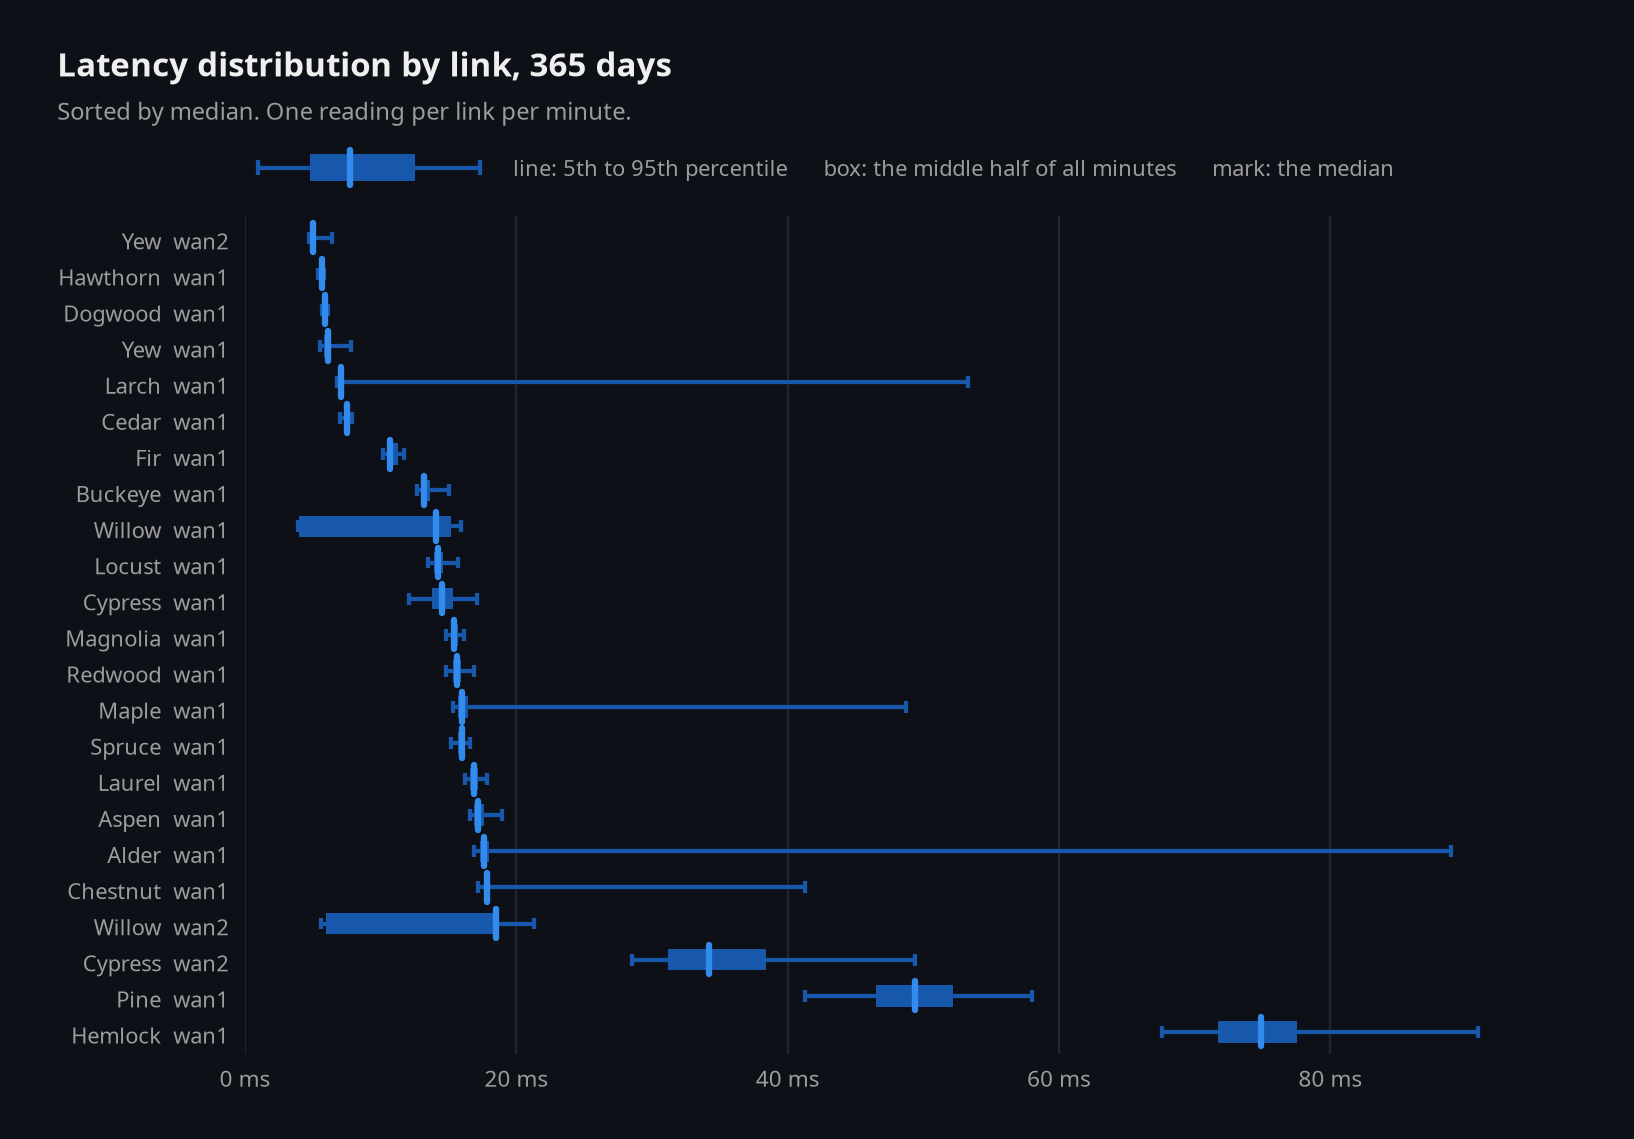 Latency distribution by link, 365 days
Sorted by median. One reading per link per minute.
line: 5th to 95th percentile box: the middle half of all minutes mark: the median
Yew wan2
Hawthorn wan1
Dogwood wan1
Yew wan1
Larch wan1
Cedar wan1
Fir wan1
Buckeye wan1
Willow wan1
Locust wan1
Cypress wan1
Magnolia wan1
Redwood wan1
Maple wan1
Spruce wan1
Laurel wan1
Aspen wan1
Alder wan1
Chestnut wan1
Willow wan2
Cypress wan2
Pine wan1
Hemlock wan1
0 ms 20 ms 40 ms 60 ms 80 ms